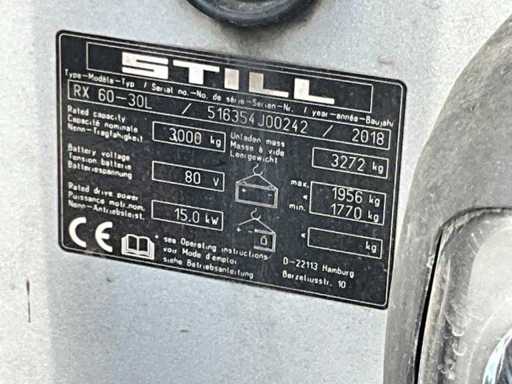 STILL
Type-Modèle-Typ / Serial no.-No. de série-Serien-Nr. / year-année-Baujahr
RX 60-30L / 516354J00242 / 2018
Rated capacity
Capacité nominale
Nenn-Tragfähigkeit
3000 kg
Unladen mass
Masse à vide
Leergewicht
3272 kg
Battery voltage
Tension batterie
Batteriespannung
80 V
max. 1956 kg
min. 1770 kg
Rated drive power
Puissance motr.nom.
Nenn-Antriebsleist.
15.0 kW
* kg
* see Operating instructions
voir Mode d'emploi
siehe Betriebsanleitung
D-22113 Hamburg
Berzeliusstr. 10
CE